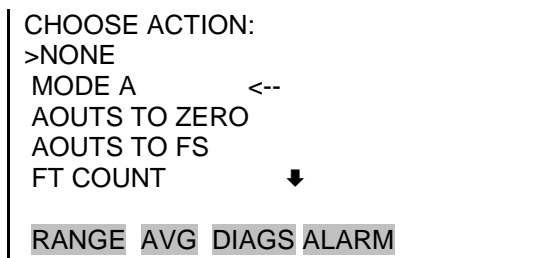 CHOOSE ACTION:
>NONE
MODE A <--
AOUTS TO ZERO
AOUTS TO FS
FT COUNT 🡇
RANGE AVG DIAGS ALARM